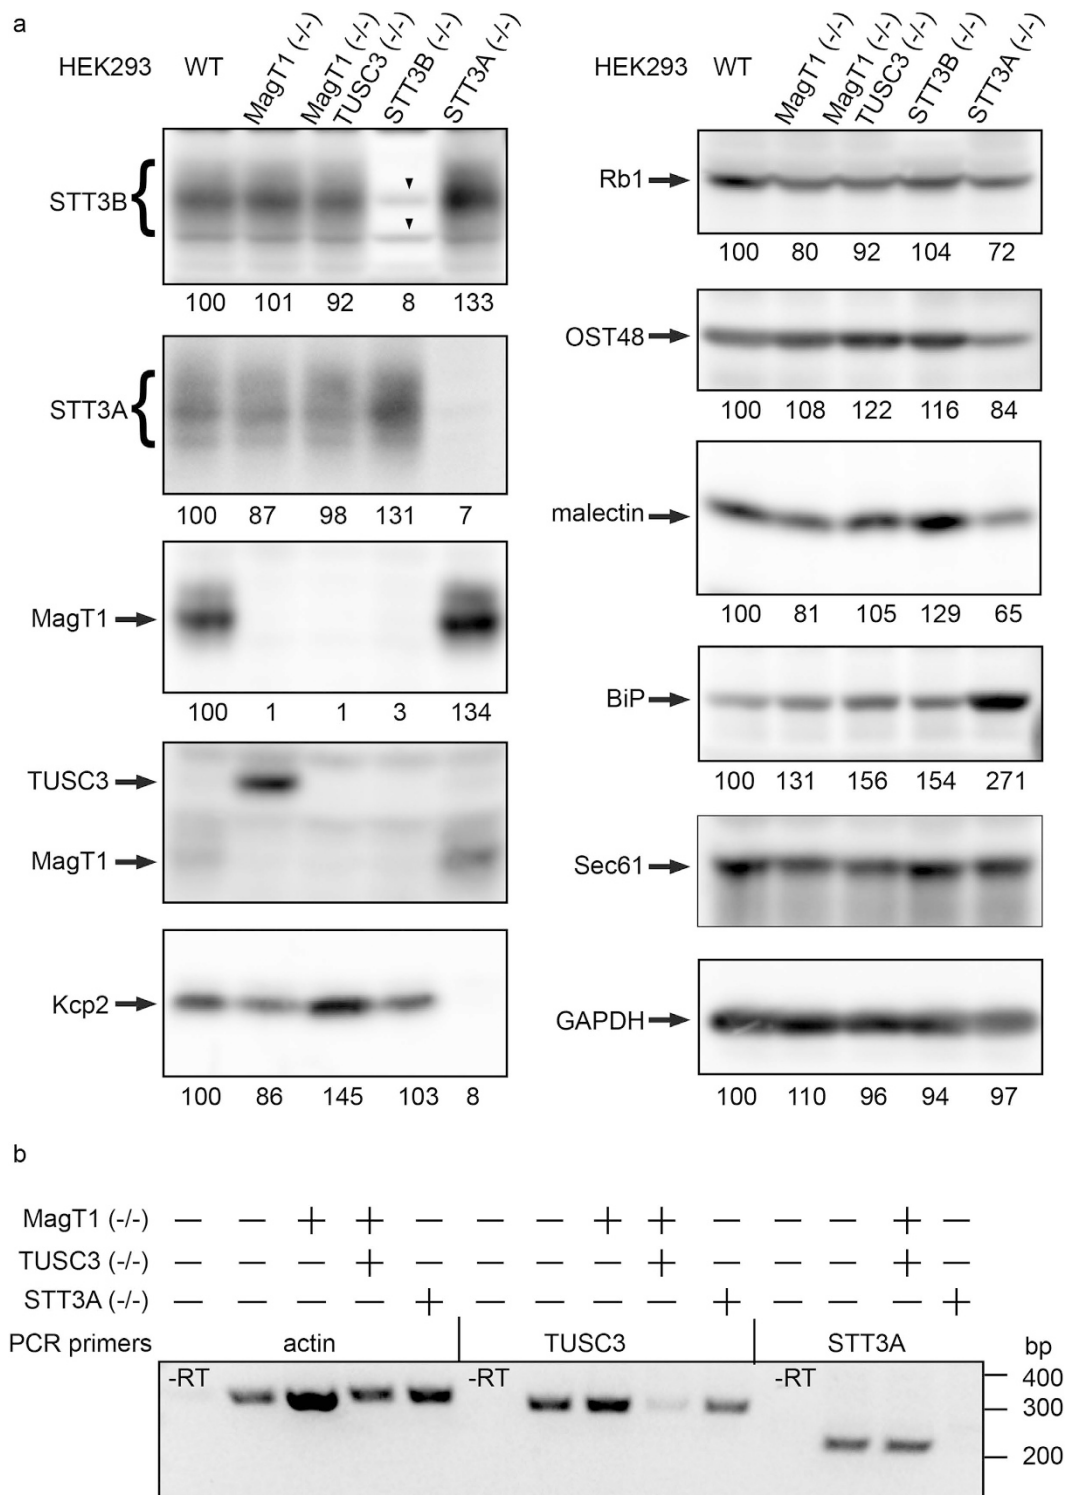 a
HEK293 WT MagT1 (-/-) MagT1 (-/-) TUSC3 (-/-) STT3B (-/-) STT3A (-/-)
STT3B
100 101 92 8 133
STT3A
100 87 98 131 7
MagT1
100 1 1 3 134
TUSC3
MagT1
Kcp2
100 86 145 103 8
HEK293 WT MagT1 (-/-) MagT1 (-/-) TUSC3 (-/-) STT3B (-/-) STT3A (-/-)
Rb1
100 80 92 104 72
OST48
100 108 122 116 84
malectin
100 81 105 129 65
BiP
100 131 156 154 271
Sec61
GAPDH
100 110 96 94 97
b
MagT1 (-/-) — — + + — — — + + — — — + —
TUSC3 (-/-) — — — + — — — — + — — — + —
STT3A (-/-) — — — — + — — — — + — — — +
PCR primers actin TUSC3 STT3A bp
-RT -RT -RT 400
300
200